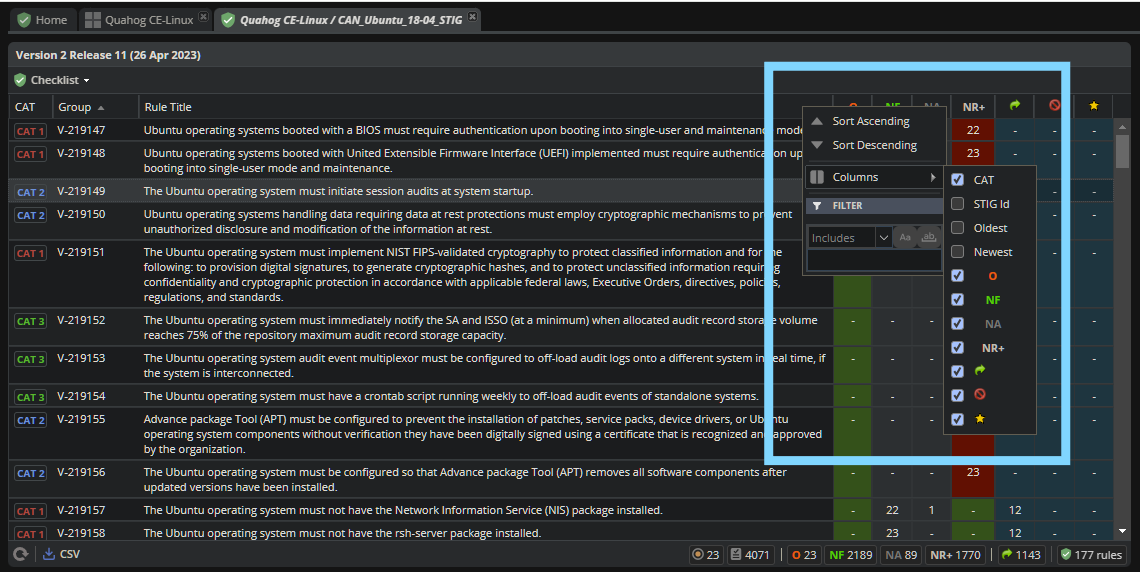 Home
Quahog CE-Linux
Quahog CE-Linux / CAN_Ubuntu_18-04_STIG
Version 2 Release 11 (26 Apr 2023)
Checklist
CAT Group Rule Title O NF NA NR+
CAT 1 V-219147 Ubuntu operating systems booted with a BIOS must require authentication upon booting into single-user and maintenance mode 22 - - -
CAT 1 V-219148 Ubuntu operating systems booted with United Extensible Firmware Interface (UEFI) implemented must require authentication up 23 - - -
booting into single-user mode and maintenance.
CAT 2 V-219149 The Ubuntu operating system must initiate session audits at system startup. -
CAT 2 V-219150 Ubuntu operating systems handling data requiring data at rest protections must employ cryptographic mechanisms to prevent -
unauthorized disclosure and modification of the information at rest.
CAT 1 V-219151 The Ubuntu operating system must implement NIST FIPS-validated cryptography to protect classified information and for the -
following: to provision digital signatures, to generate cryptographic hashes, and to protect unclassified information requiring
confidentiality and cryptographic protection in accordance with applicable federal laws, Executive Orders, directives, policies,
regulations, and standards.
CAT 3 V-219152 The Ubuntu operating system must immediately notify the SA and ISSO (at a minimum) when allocated audit record storage volume - - - -
reaches 75% of the repository maximum audit record storage capacity.
CAT 3 V-219153 The Ubuntu operating system audit event multiplexor must be configured to off-load audit logs onto a different system in real time, if - - - -
the system is interconnected.
CAT 3 V-219154 The Ubuntu operating system must have a crontab script running weekly to off-load audit events of standalone systems. - - - -
CAT 2 V-219155 Advance package Tool (APT) must be configured to prevent the installation of patches, service packs, device drivers, or Ubuntu - - - -
operating system components without verification they have been digitally signed using a certificate that is recognized and approved
by the organization.
CAT 2 V-219156 The Ubuntu operating system must be configured so that Advance package Tool (APT) removes all software components after - - - 23 - - -
updated versions have been installed.
CAT 1 V-219157 The Ubuntu operating system must not have the Network Information Service (NIS) package installed. - 22 1 - 12 - -
CAT 1 V-219158 The Ubuntu operating system must not have the rsh-server package installed. - 23 - - 12 - -
Sort Ascending
Sort Descending
Columns
FILTER
Includes Aa ab
CAT
STIG Id
Oldest
Newest
O
NF
NA
NR+
CSV 23 4071 O 23 NF 2189 NA 89 NR+ 1770 1143 177 rules